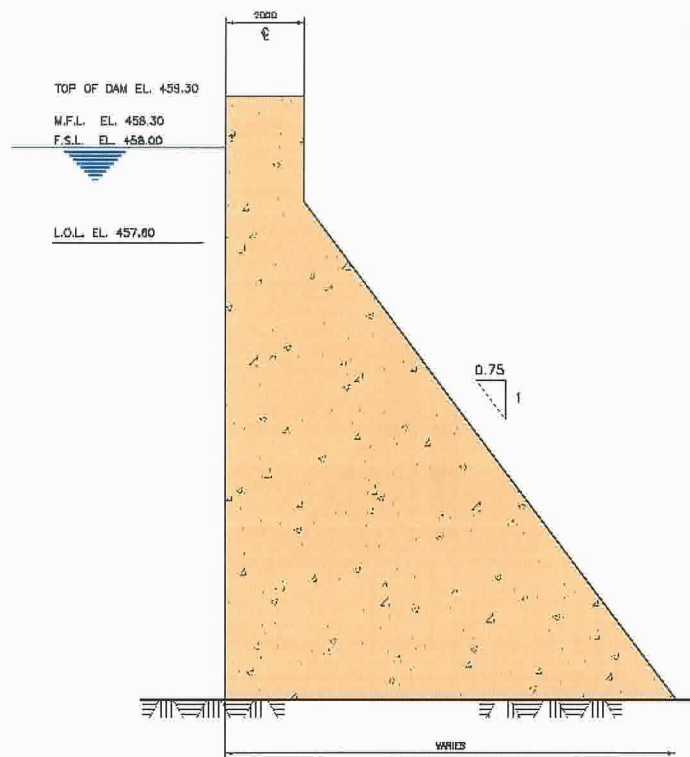 2000
℄
TOP OF DAM EL. 459.30
M.F.L. EL. 458.30
F.S.L. EL. 458.00
L.O.L. EL. 457.60
0.75
1
VARIES